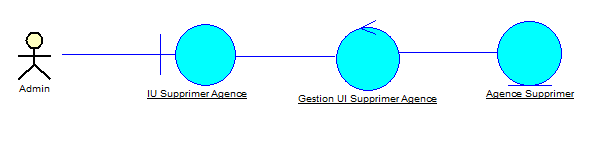 Admin
IU Supprimer Agence
Gestion UI Supprimer Agence
Agence Supprimer